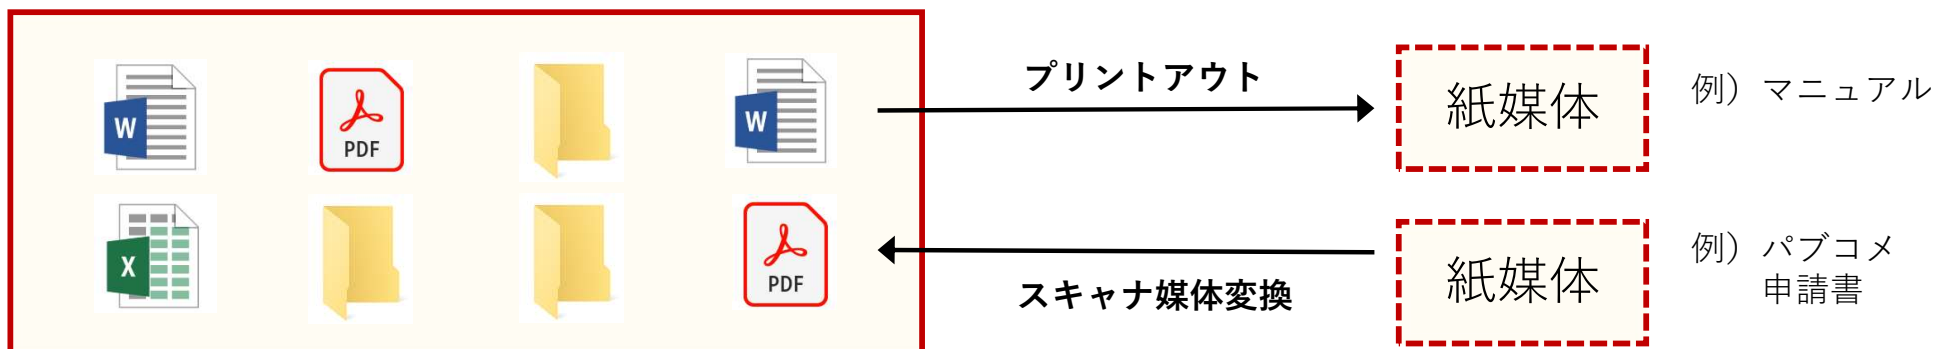 W
PDF
W
プリントアウト
紙媒体
例）マニュアル
X
PDF
スキャナ媒体変換
紙媒体
例）パブコメ
申請書